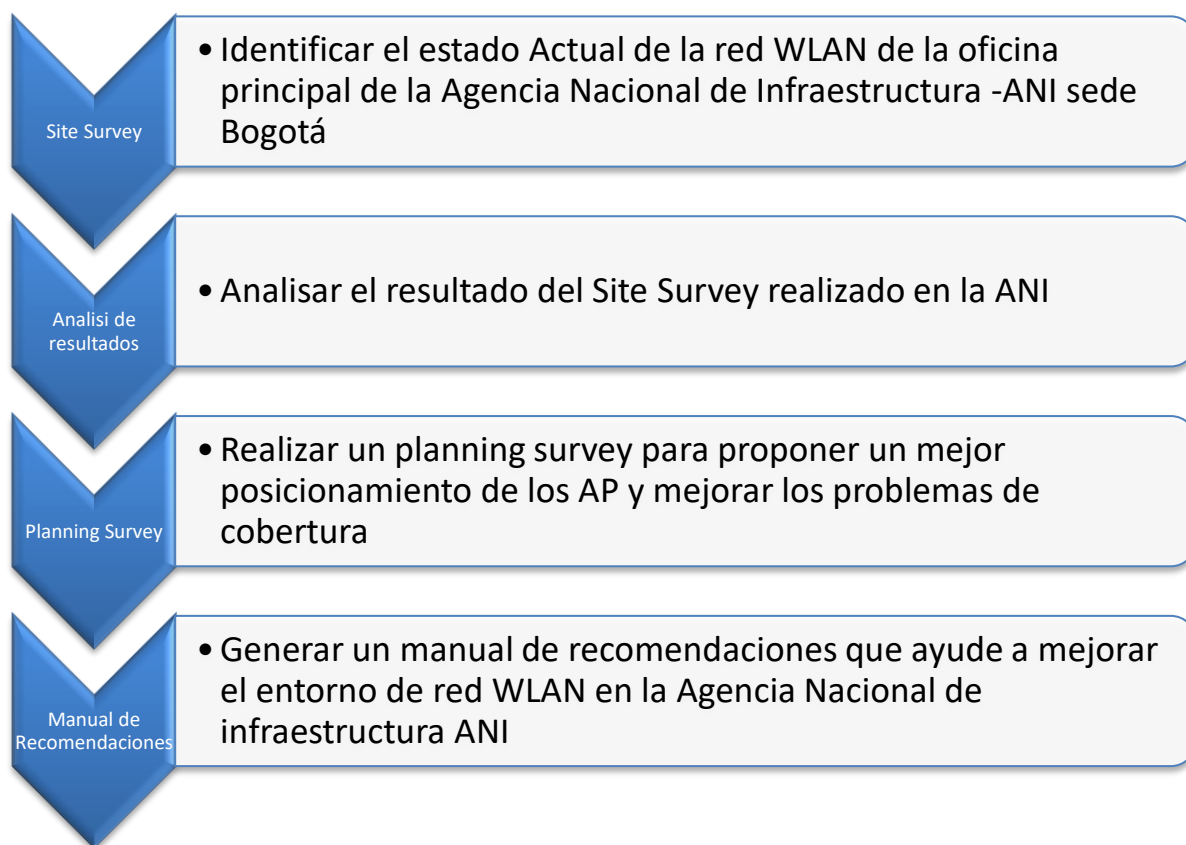 Site Survey
• Identificar el estado Actual de la red WLAN de la oficina
principal de la Agencia Nacional de Infraestructura -ANI sede
Bogotá
Analisi de
resultados
• Analisar el resultado del Site Survey realizado en la ANI
Planning Survey
• Realizar un planning survey para proponer un mejor
posicionamiento de los AP y mejorar los problemas de
cobertura
Manual de
Recomendaciones
• Generar un manual de recomendaciones que ayude a mejorar
el entorno de red WLAN en la Agencia Nacional de
infraestructura ANI